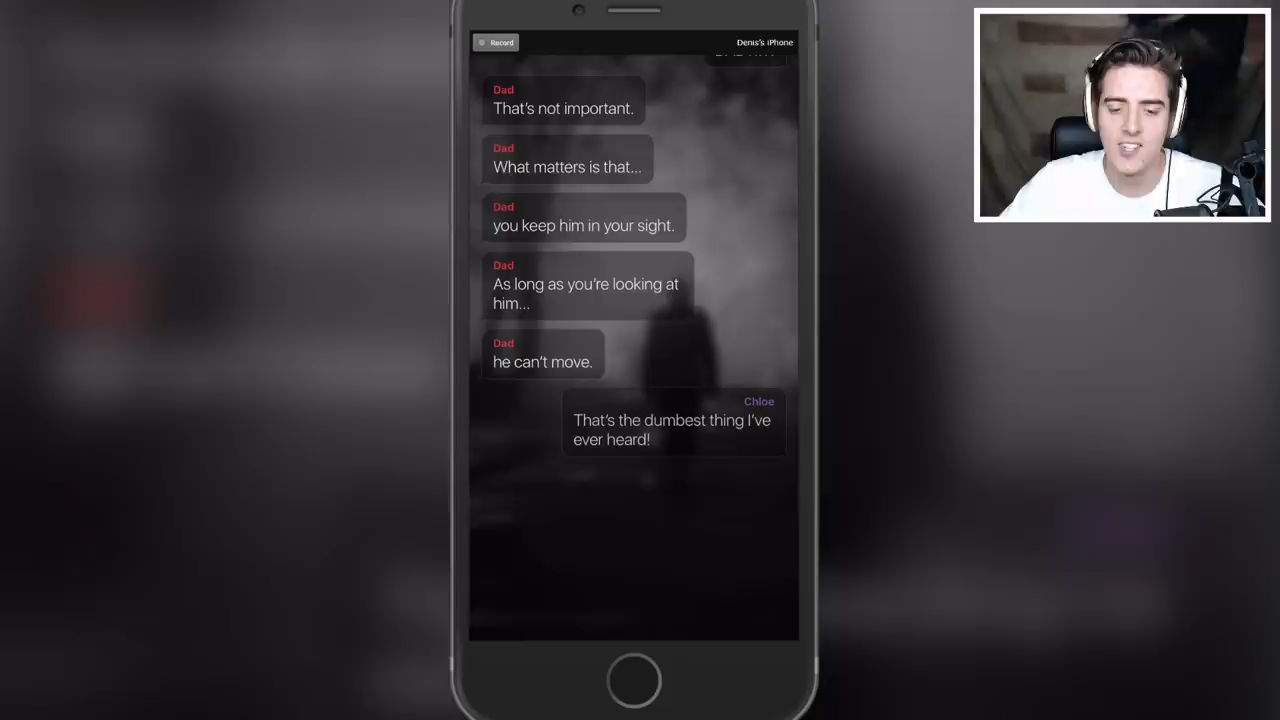 Record
Denis's iPhone
Dad
That's not important.
Dad
What matters is that...
Dad
you keep him in your sight.
Dad
As long as you're looking at
him...
Dad
he can't move.
Chloe
That's the dumbest thing I've
ever heard!